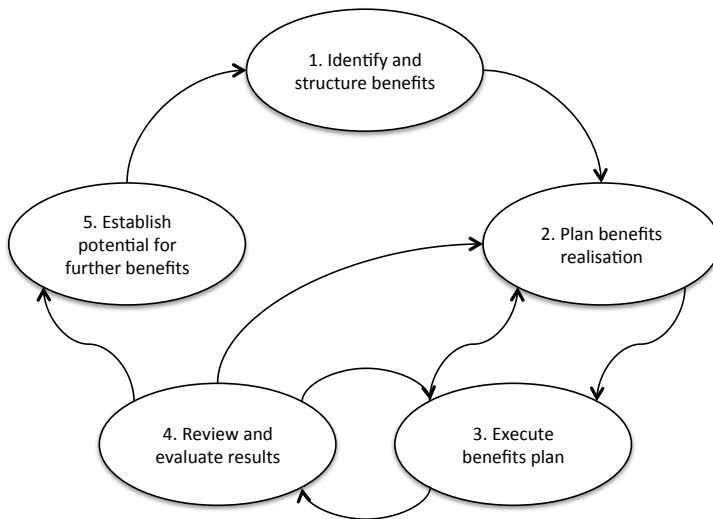 1. Identify and
structure benefits
5. Establish
potential for
further benefits
2. Plan benefits
realisation
4. Review and
evaluate results
3. Execute
benefits plan